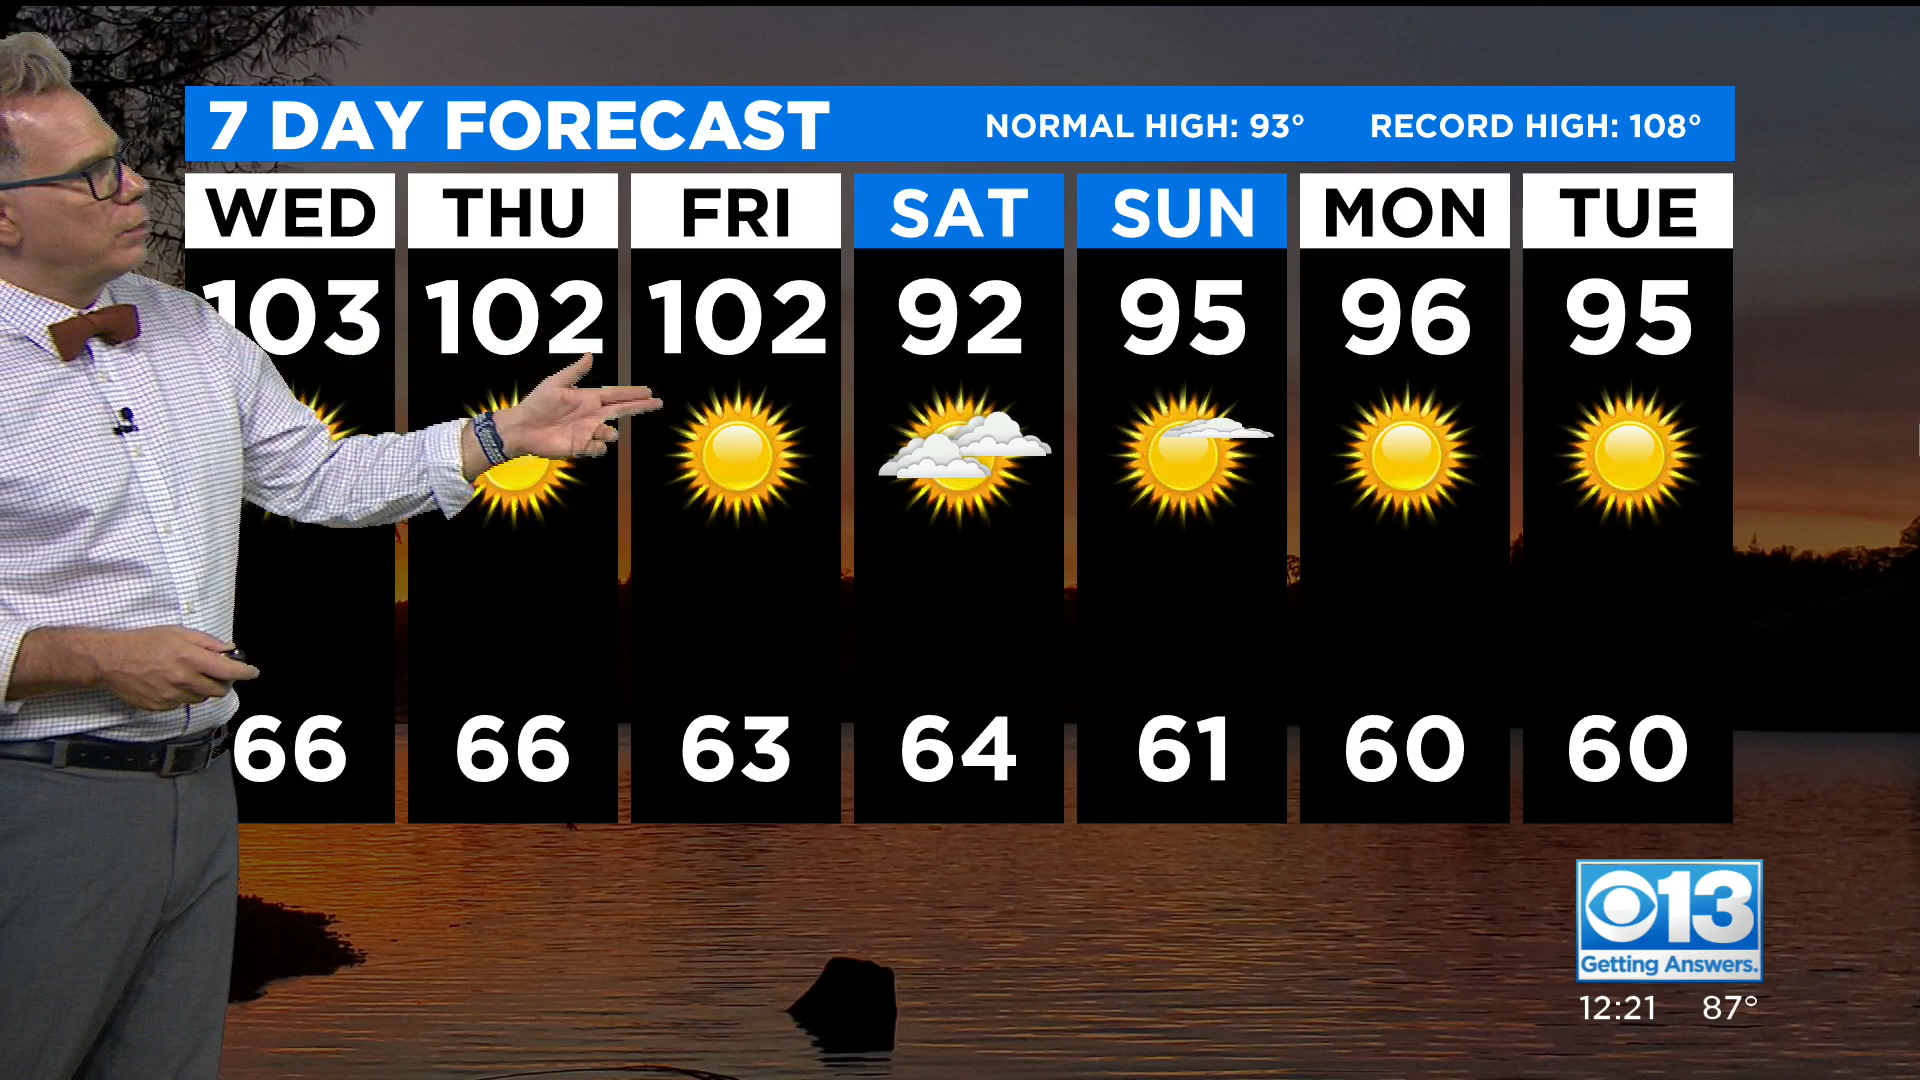 7 DAY FORECAST NORMAL HIGH: 93° RECORD HIGH: 108°
WED THU FRI SAT SUN MON TUE
103 102 102 92 95 96 95
66 66 63 64 61 60 60
13
Getting Answers.
12:21 87°